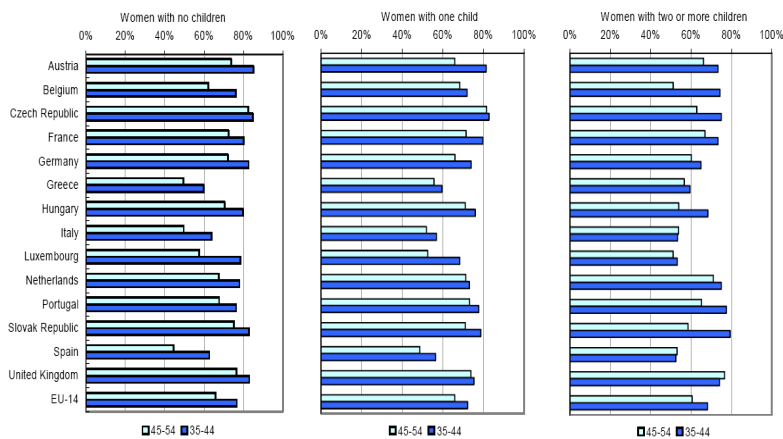 Women with no children
Women with one child
Women with two or more children
0% 20% 40% 60% 80% 100%
0% 20% 40% 60% 80% 100%
0% 20% 40% 60% 80% 100%
Austria
Belgium
Czech Republic
France
Germany
Greece
Hungary
Italy
Luxembourg
Netherlands
Portugal
Slovak Republic
Spain
United Kingdom
EU-14
45-54 35-44
45-54 35-44
45-54 35-44